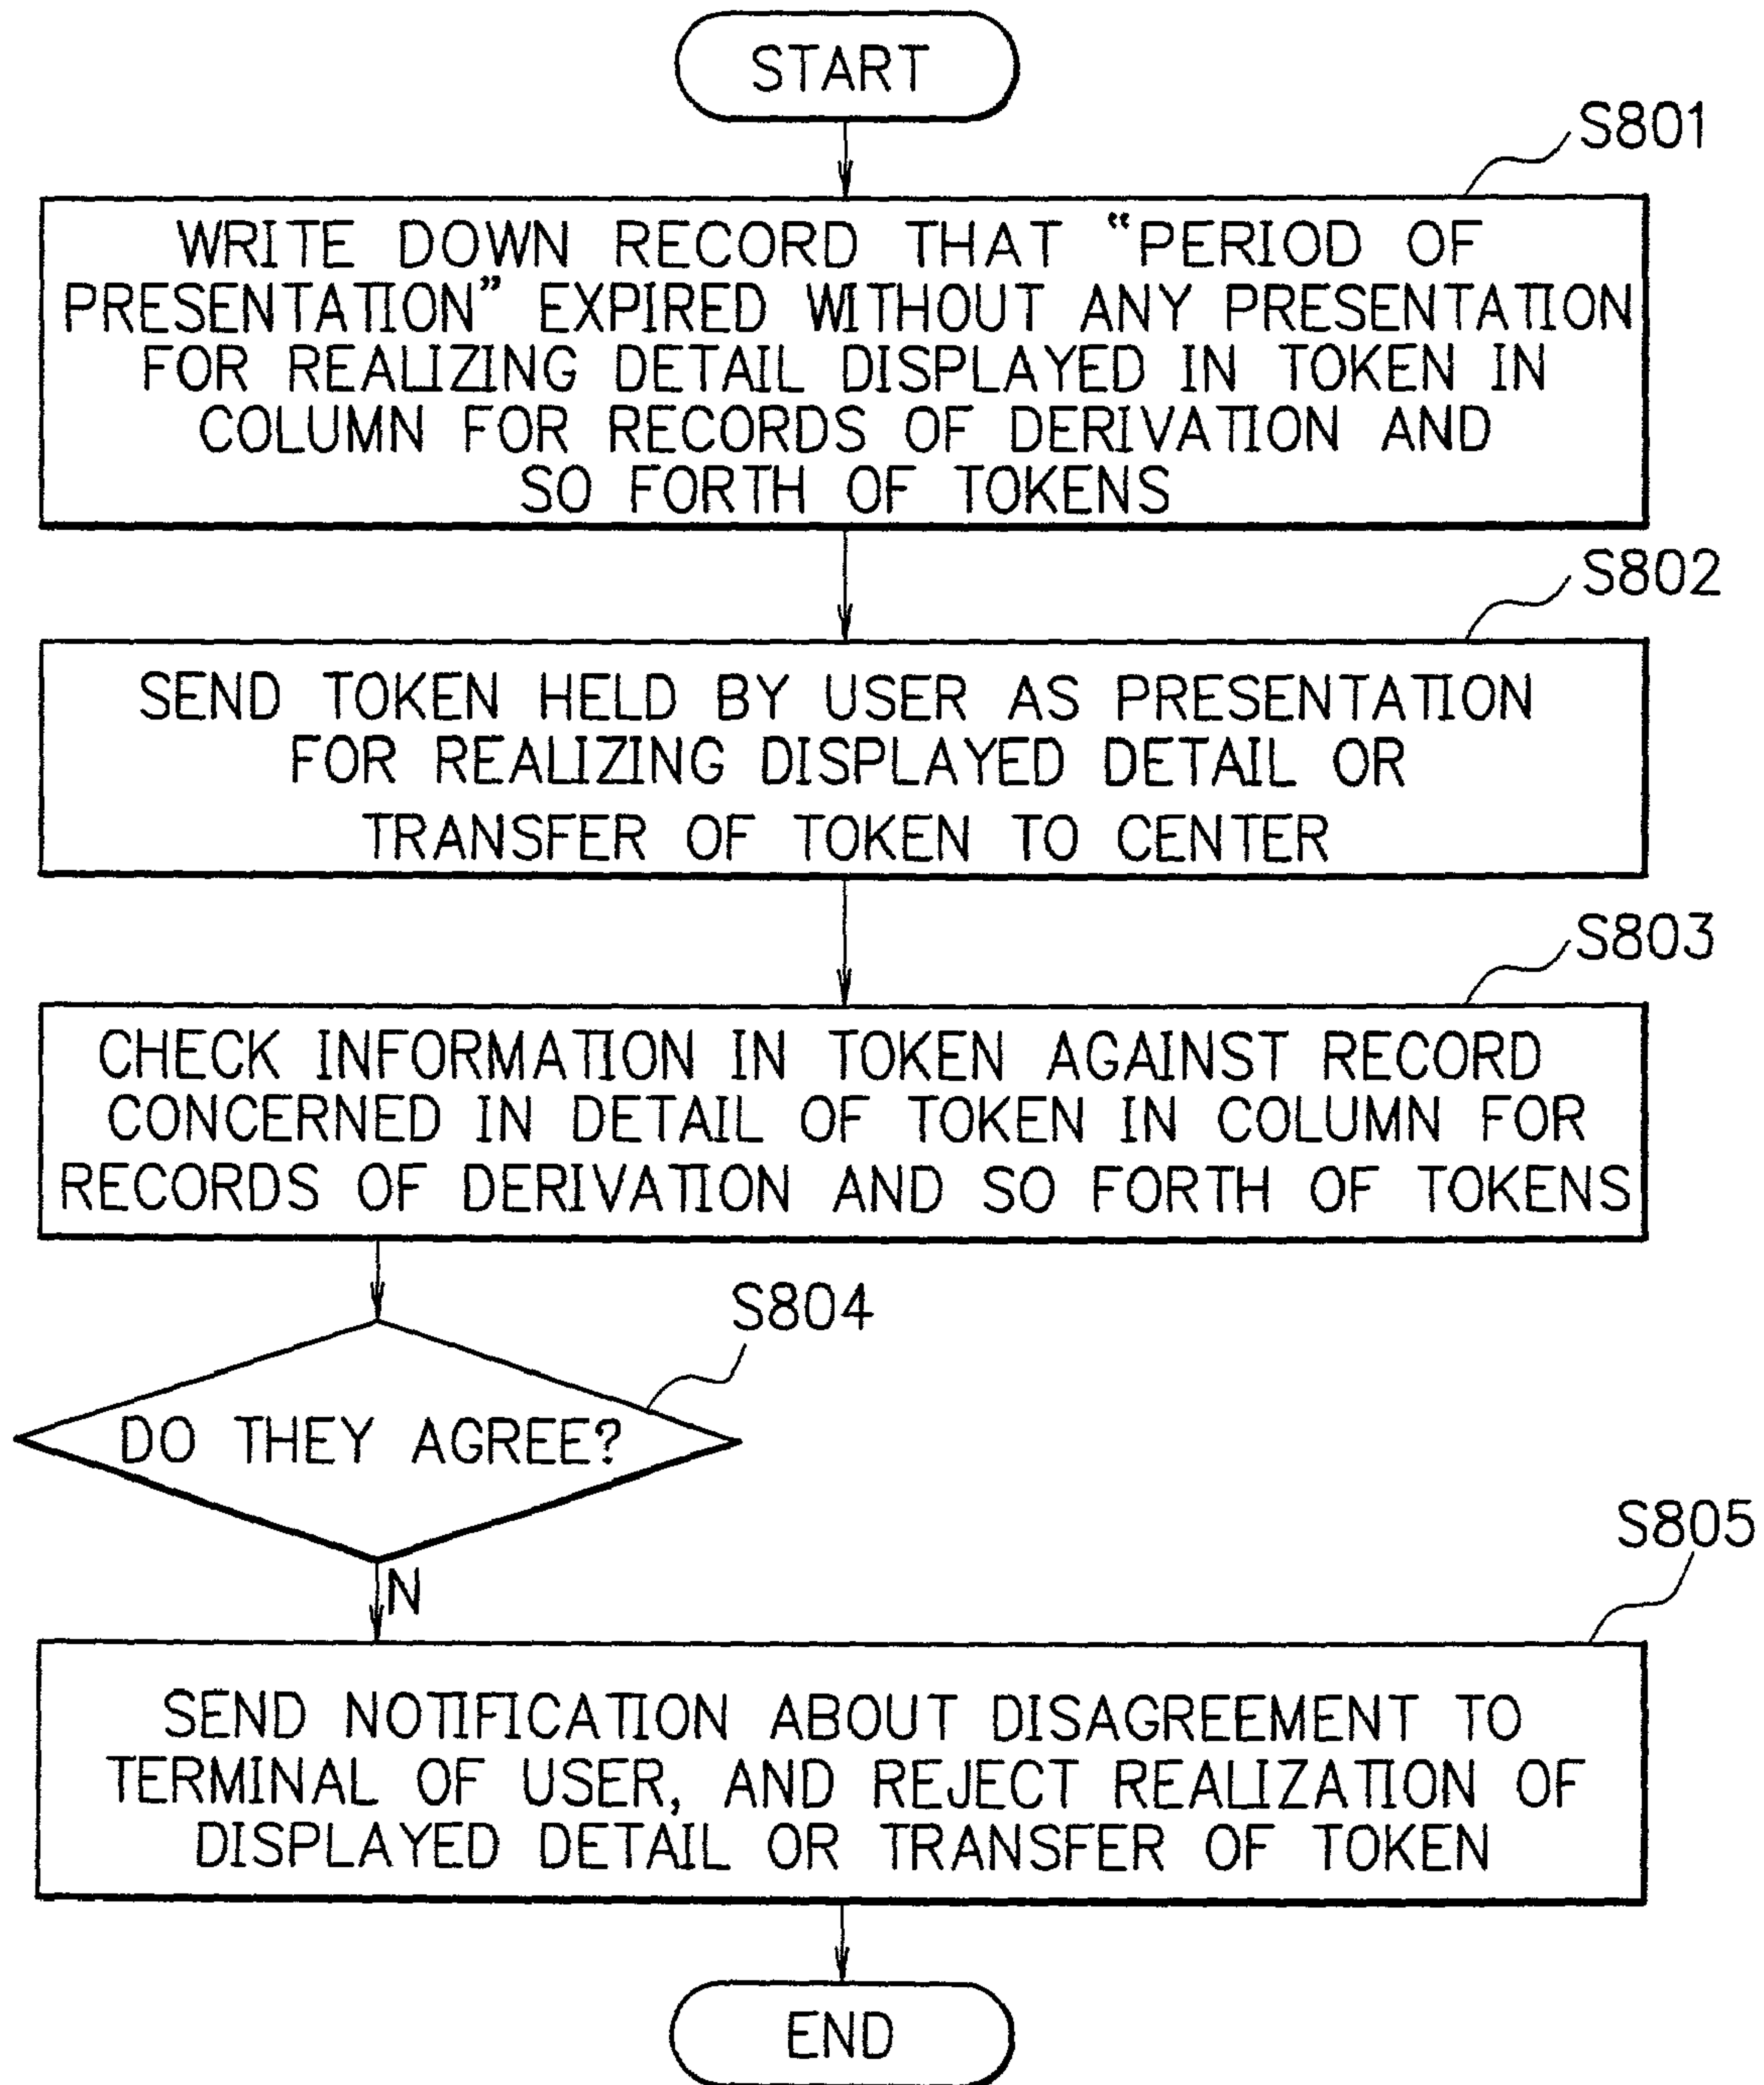 START
S801
WRITE DOWN RECORD THAT “PERIOD OF
PRESENTATION” EXPIRED WITHOUT ANY PRESENTATION
FOR REALIZING DETAIL DISPLAYED IN TOKEN IN
COLUMN FOR RECORDS OF DERIVATION AND
SO FORTH OF TOKENS
S802
SEND TOKEN HELD BY USER AS PRESENTATION
FOR REALIZING DISPLAYED DETAIL OR
TRANSFER OF TOKEN TO CENTER
S803
CHECK INFORMATION IN TOKEN AGAINST RECORD
CONCERNED IN DETAIL OF TOKEN IN COLUMN FOR
RECORDS OF DERIVATION AND SO FORTH OF TOKENS
S804
DO THEY AGREE?
N
S805
SEND NOTIFICATION ABOUT DISAGREEMENT TO
TERMINAL OF USER, AND REJECT REALIZATION OF
DISPLAYED DETAIL OR TRANSFER OF TOKEN
END